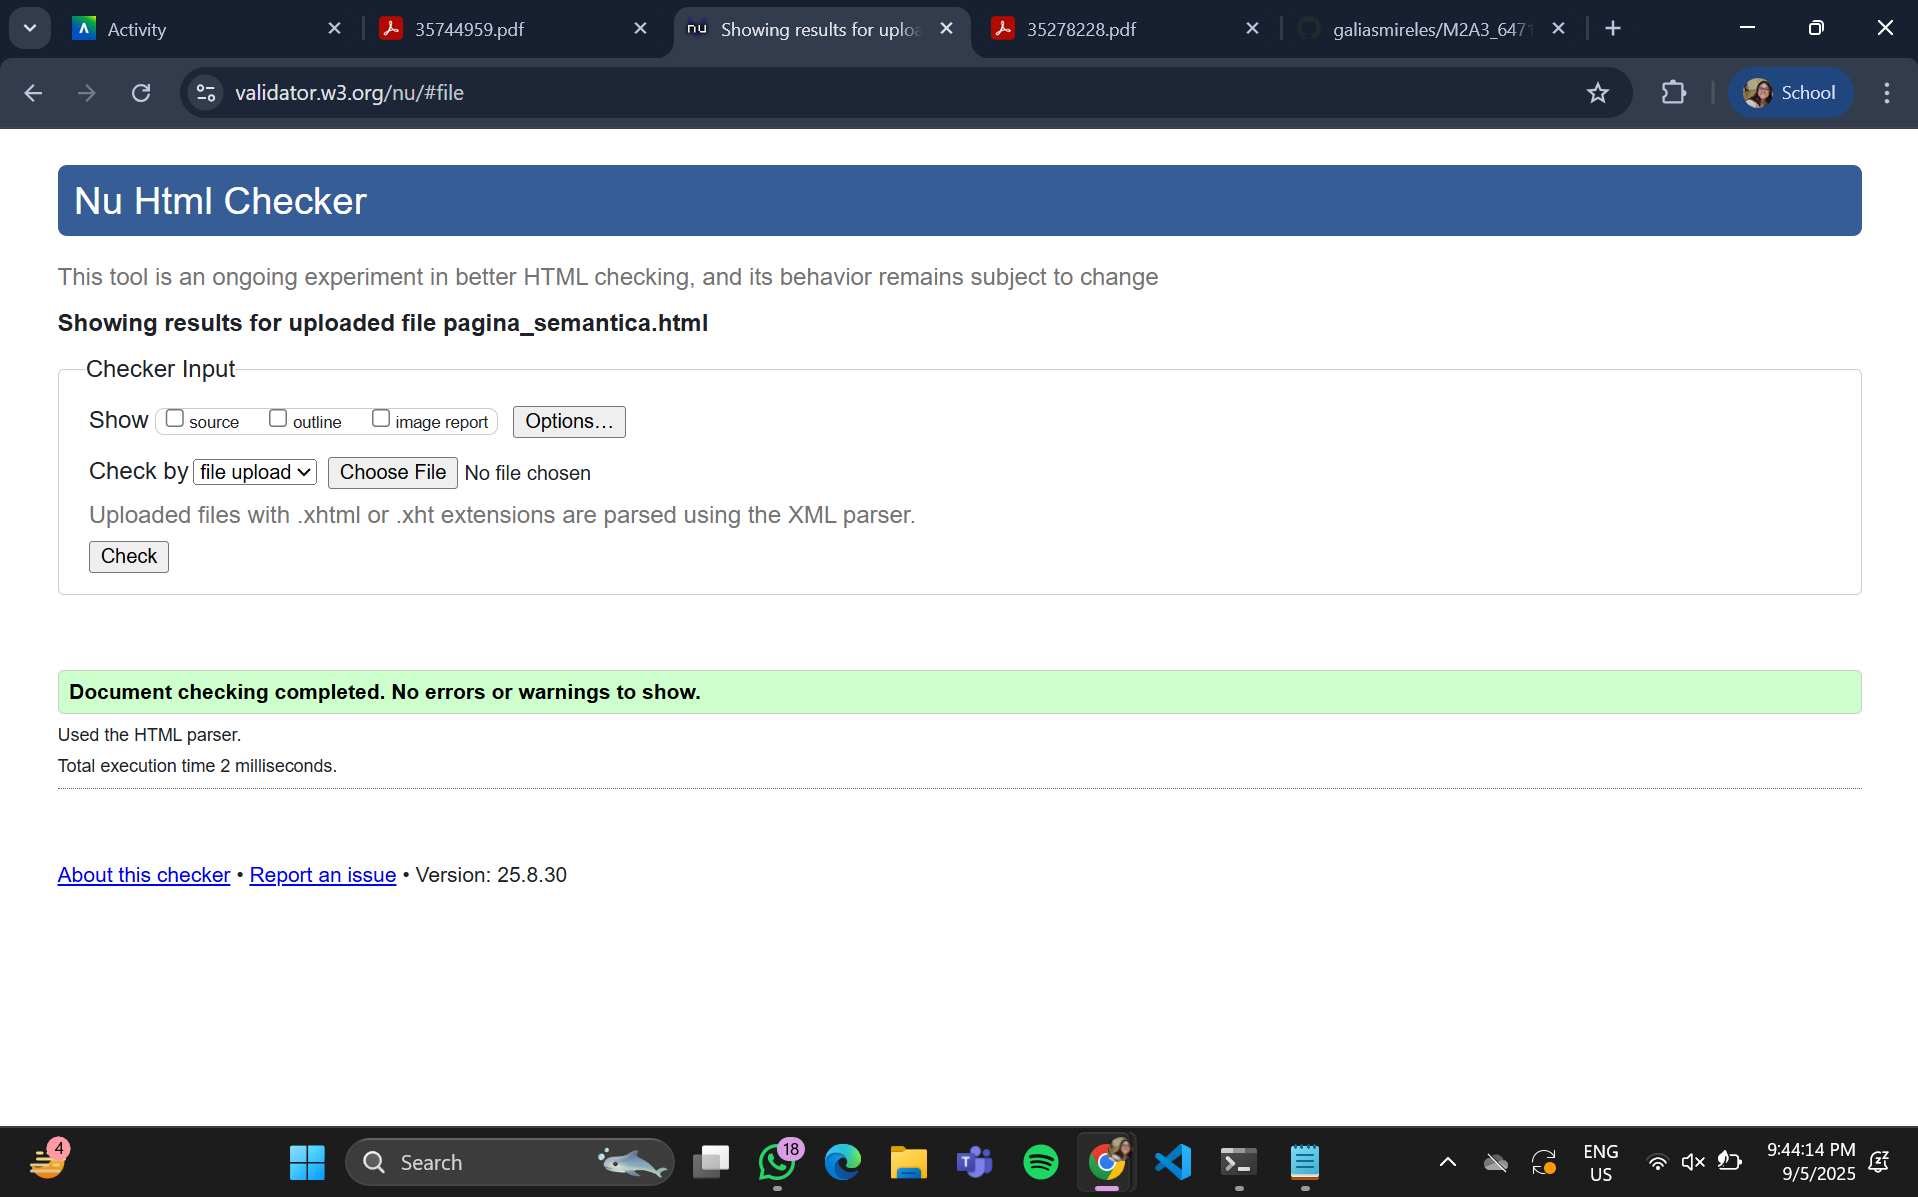 Activity
35744959.pdf
nu
Showing results for uploa
35278228.pdf
galiasmireles/M2A3_6471
validator.w3.org/nu/#file
School
Nu Html Checker
This tool is an ongoing experiment in better HTML checking, and its behavior remains subject to change
Showing results for uploaded file pagina_semantica.html
Checker Input
Show source outline image report Options...
Check by file upload Choose File No file chosen
Uploaded files with .xhtml or .xht extensions are parsed using the XML parser.
Check
Document checking completed. No errors or warnings to show.
Used the HTML parser.
Total execution time 2 milliseconds.
About this checker • Report an issue • Version: 25.8.30
4
Search
18
ENG
US
9:44:14 PM
9/5/2025